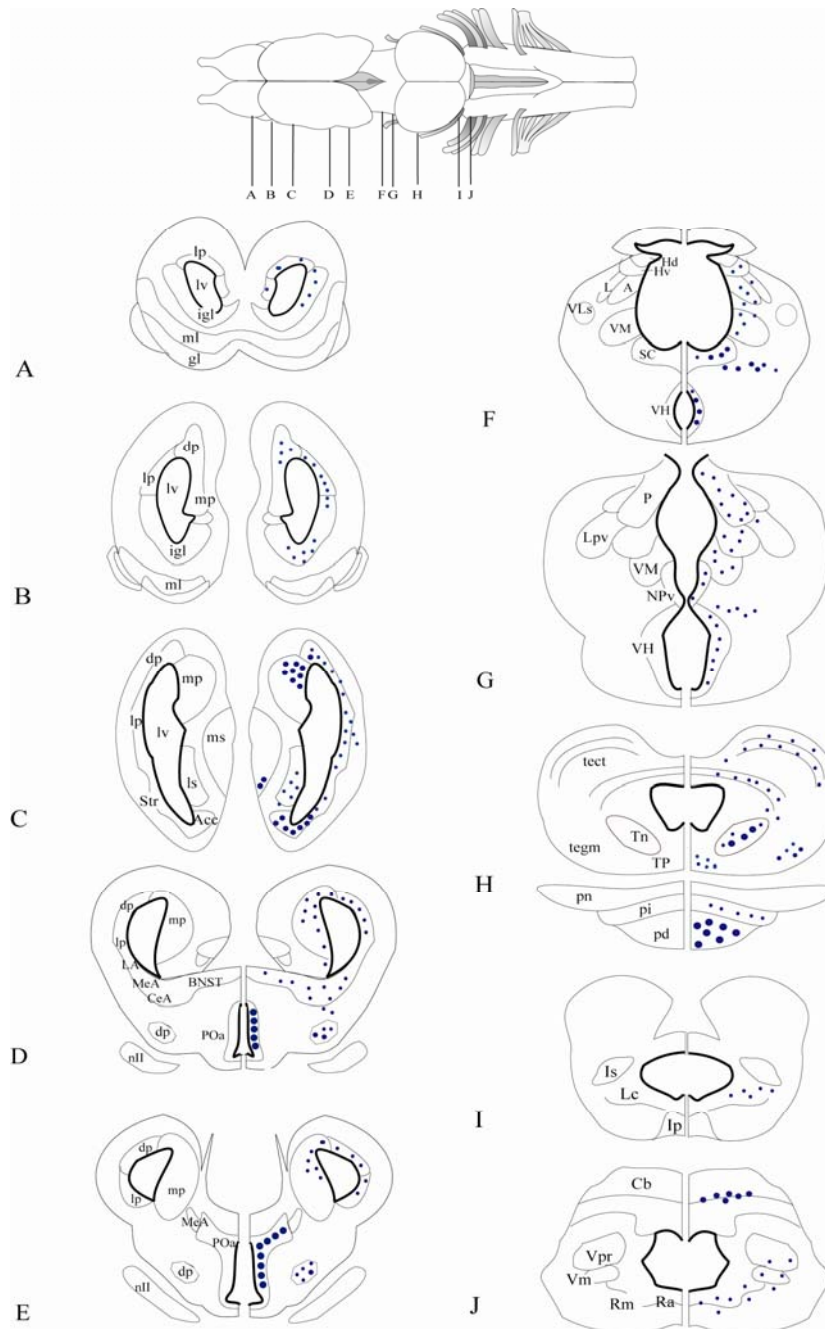 A B C D E F G H I J
lp
lv
igl
ml
gl
A
dp
lp
lv
mp
igl
ml
B
dp
mp
lp
lv
ms
ls
Str
Acc
C
dp
mp
lp
LA
MeA
BNST
CeA
dp
POa
nII
D
dp
lp
mp
MeA
POa
dp
nII
E
Hd
Hv
L A
VLs
VM
SC
VH
F
P
Lpv
VM
NPv
VH
G
tect
Tn
tegm
TP
H
pn
pi
pd
Is
Lc
Ip
I
Cb
Vpr
Vm
Rm Ra
J